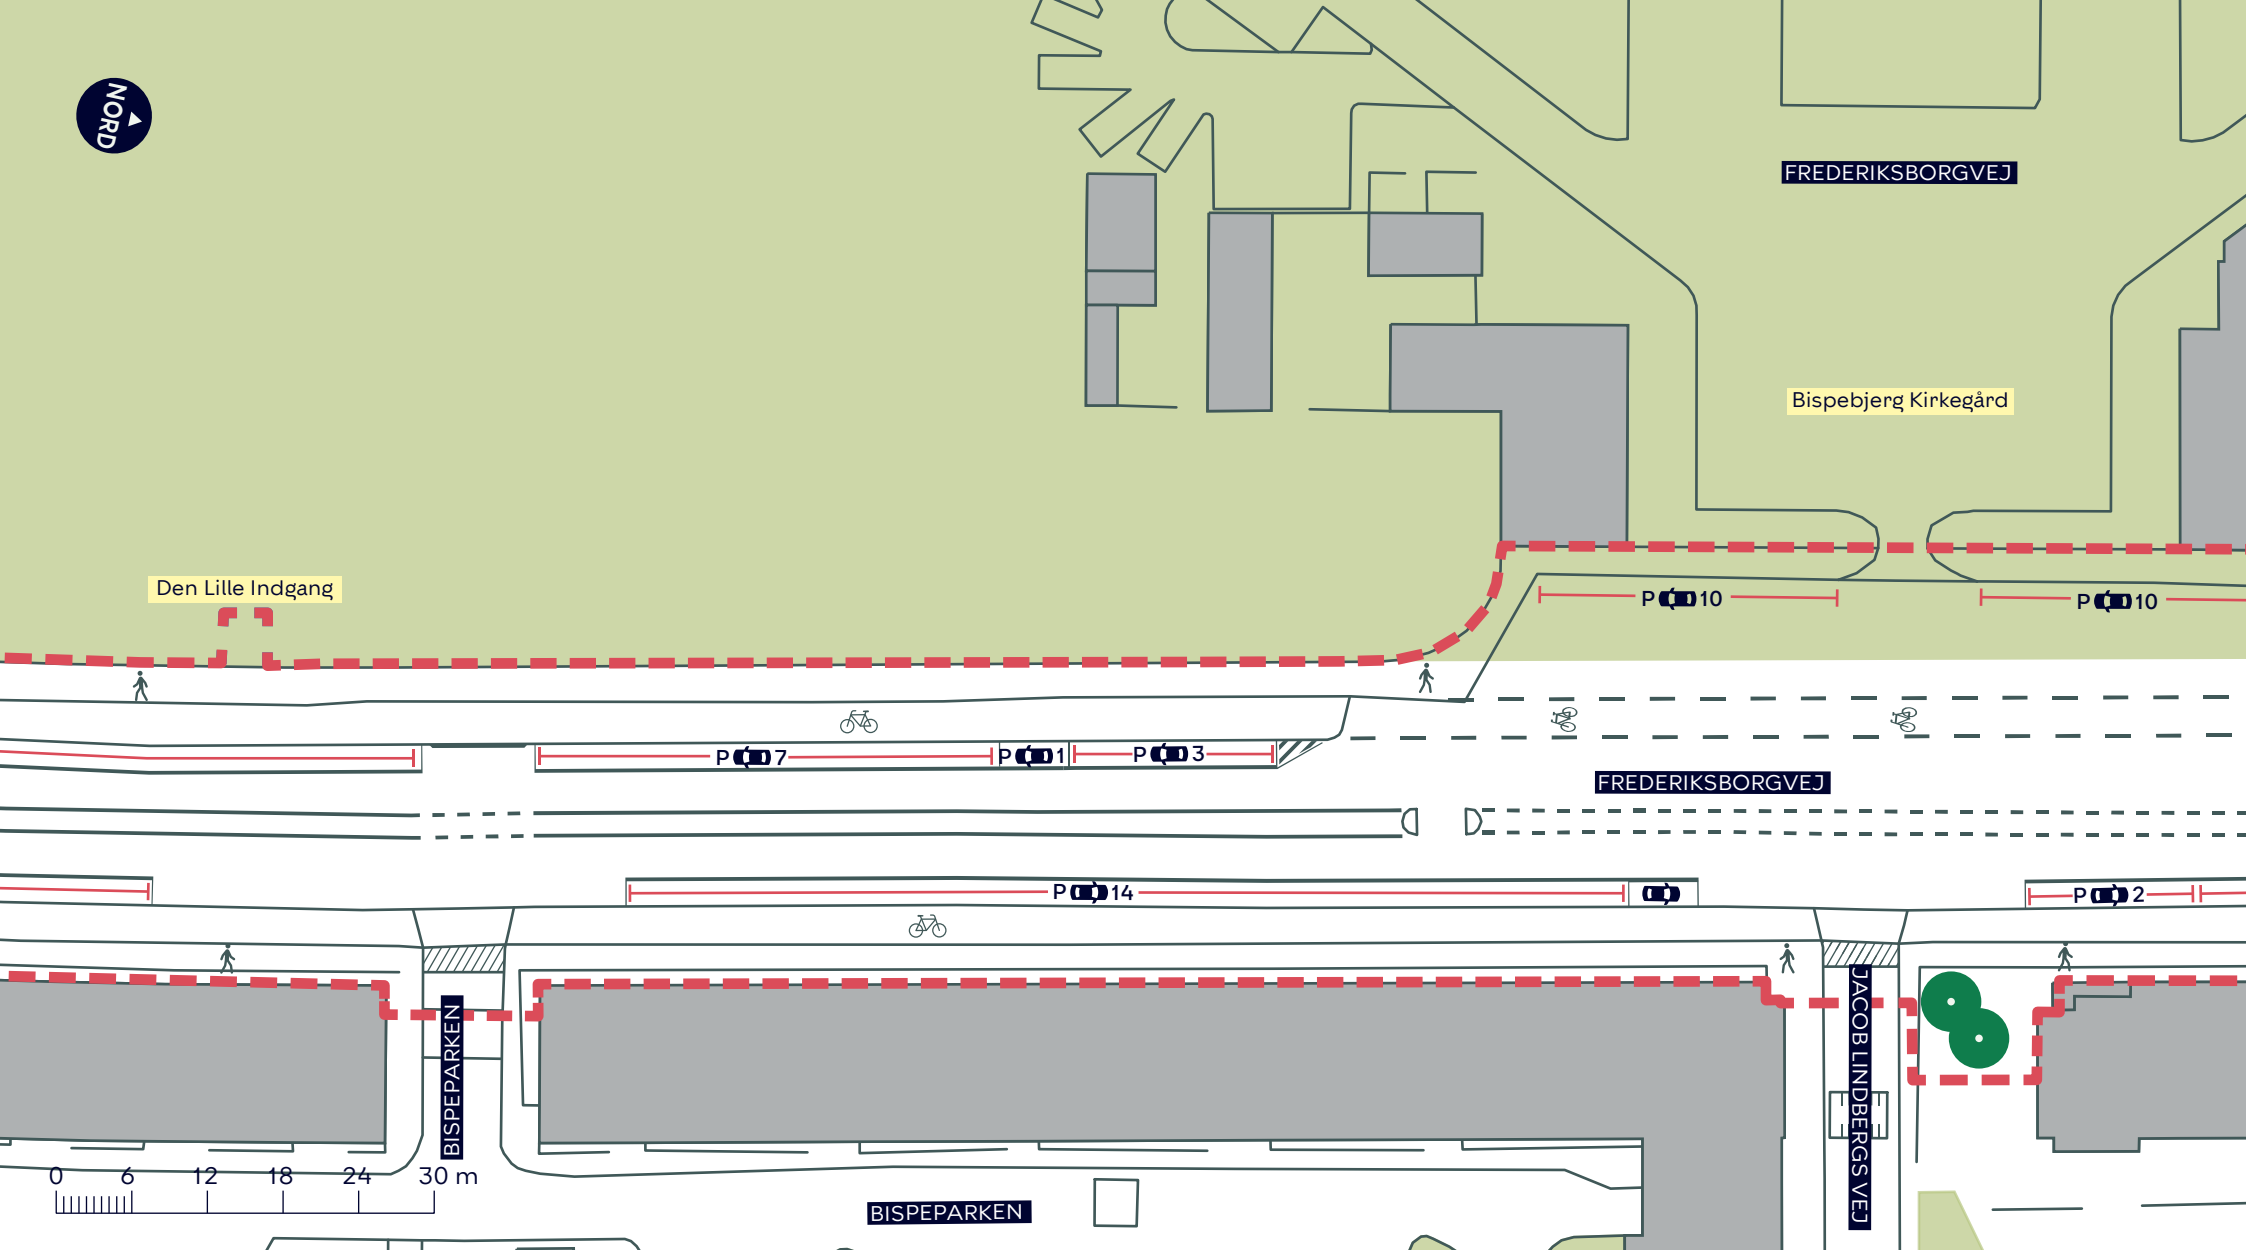 NORD
FREDERIKSBORGVEJ
Bispebjerg Kirkegård
Den Lille Indgang
P 10
P 10
P 7
P 1
P 3
FREDERIKSBORGVEJ
P 14
P 2
BISPEPARKEN
JACOB LINDBERGS VEJ
0 6 12 18 24 30 m
BISPEPARKEN